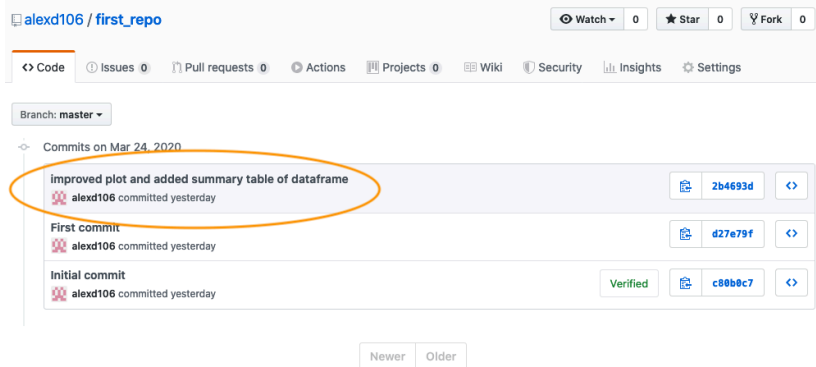 alexd106 / first_repo Watch 0 Star 0 Fork 0
Code Issues 0 Pull requests 0 Actions Projects 0 Wiki Security Insights Settings
Branch: master
Commits on Mar 24, 2020
improved plot and added summary table of dataframe
alexd106 committed yesterday 2b4693d
First commit
alexd106 committed yesterday d27e79f
Initial commit
alexd106 committed yesterday Verified c80b0c7
Newer Older